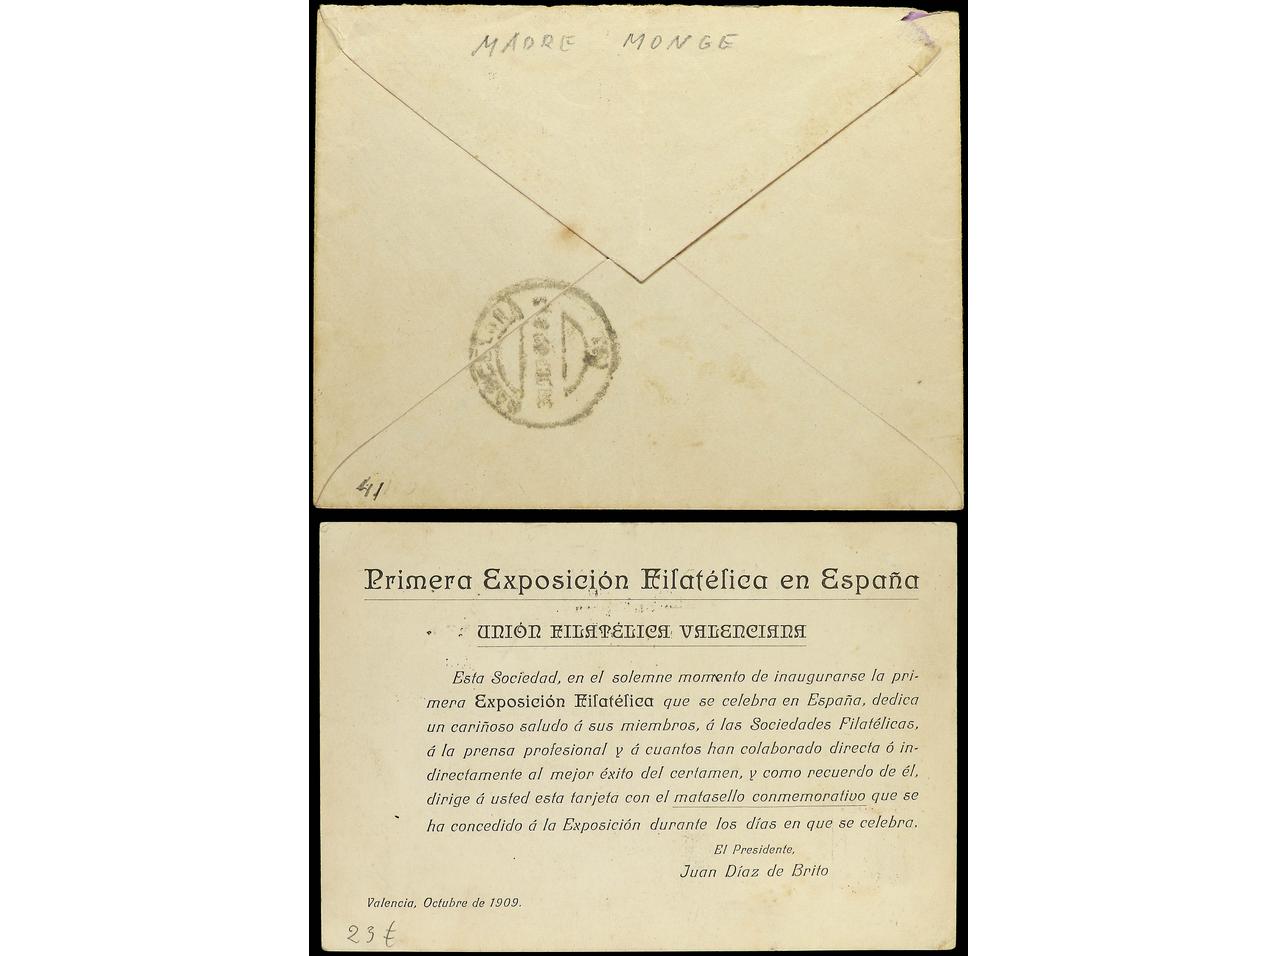 MADRE MONGE
BARCELONA
41
Primera Exposición Filatélica en España
UNIÓN FILATÉLICA VALENCIANA
Esta Sociedad, en el solemne momento de inaugurarse la pri-
mera Exposición Filatélica que se celebra en España, dedica
un cariñoso saludo á sus miembros, á las Sociedades Filatélicas,
á la prensa profesional y á cuantos han colaborado directa ó in-
directamente al mejor éxito del certamen, y como recuerdo de él,
dirige á usted esta tarjeta con el matasello conmemorativo que se
ha concedido á la Exposición durante los días en que se celebra.
El Presidente,
Juan Díaz de Brito
Valencia, Octubre de 1909.
23 €